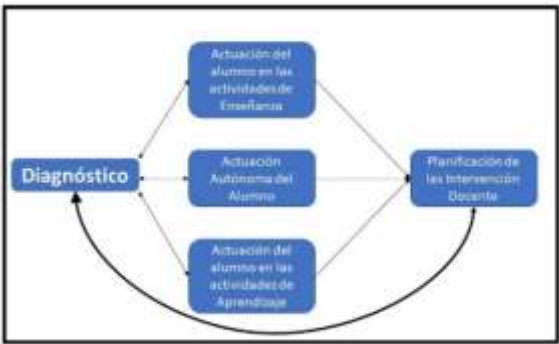 Actuación del
alumno en las
actividades de
Enseñanza
Diagnóstico
Actuación
Autónoma del
Alumno
Planificación de
las Intervención
Docente
Actuación del
alumno en las
actividades de
Aprendizaje